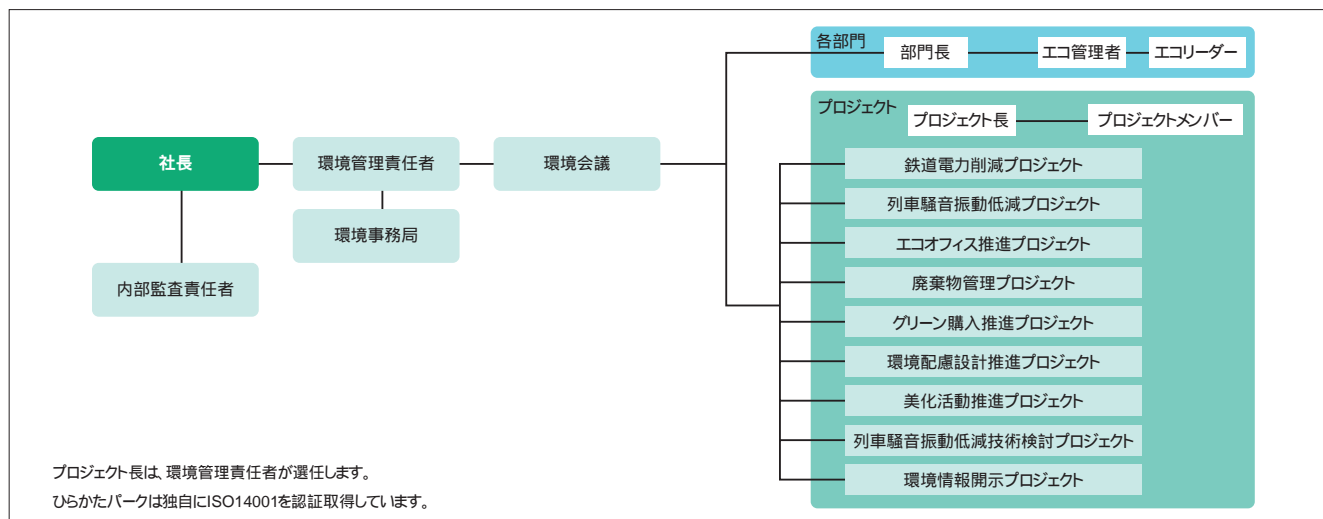 各部門
部門長
エコ管理者
エコリーダー
プロジェクト
プロジェクト長
プロジェクトメンバー
社長
環境管理責任者
環境会議
環境事務局
内部監査責任者
鉄道電力削減プロジェクト
列車騒音振動低減プロジェクト
エコオフィス推進プロジェクト
廃棄物管理プロジェクト
グリーン購入推進プロジェクト
環境配慮設計推進プロジェクト
美化活動推進プロジェクト
列車騒音振動低減技術検討プロジェクト
環境情報開示プロジェクト
プロジェクト長は、環境管理責任者が選任します。
ひらかたパークは独自にISO14001を認証取得しています。